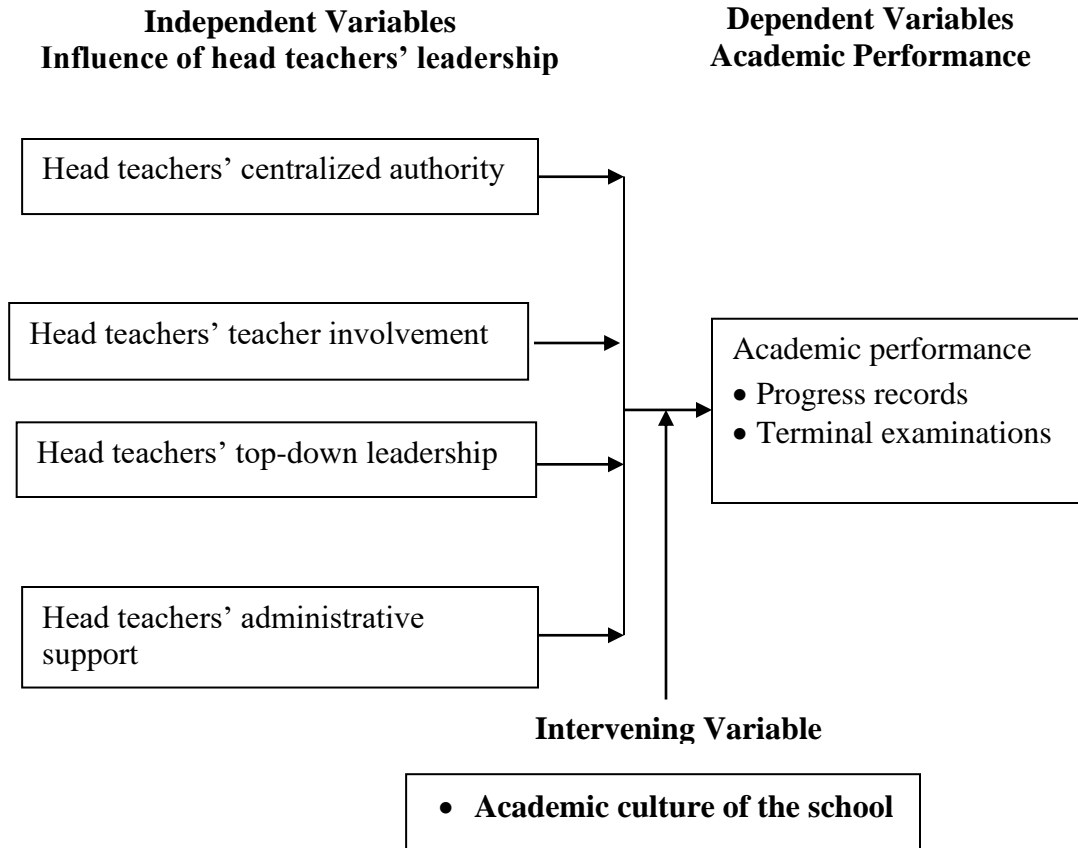 Independent Variables
Influence of head teachers’ leadership
Dependent Variables
Academic Performance
Head teachers’ centralized authority
Head teachers’ teacher involvement
Head teachers’ top-down leadership
Head teachers’ administrative
support
Academic performance
• Progress records
• Terminal examinations
Intervening Variable
• Academic culture of the school